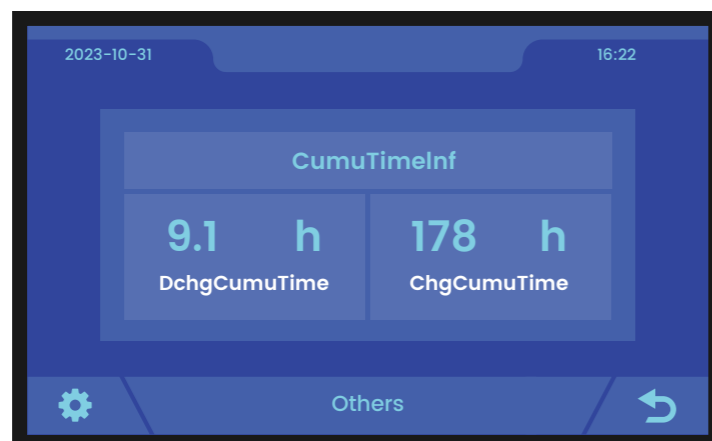 2023-10-31 16:22
CumuTimeInf
9.1 h 178 h
DchgCumuTime ChgCumuTime
Others